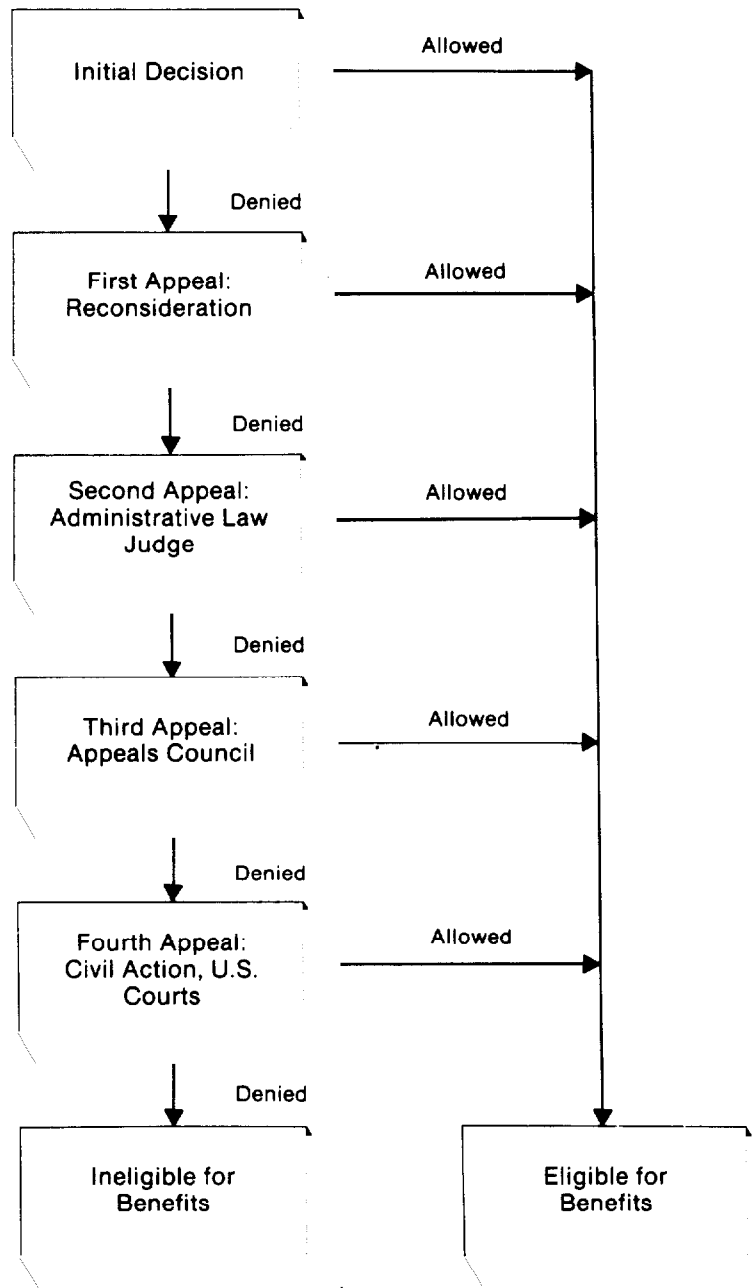 Allowed
Initial Decision
Denied
First Appeal:
Reconsideration
Allowed
Denied
Second Appeal:
Administrative Law
Judge
Allowed
Denied
Third Appeal:
Appeals Council
Allowed
Denied
Fourth Appeal:
Civil Action, U.S.
Courts
Allowed
Denied
Ineligible for
Benefits
Eligible for
Benefits